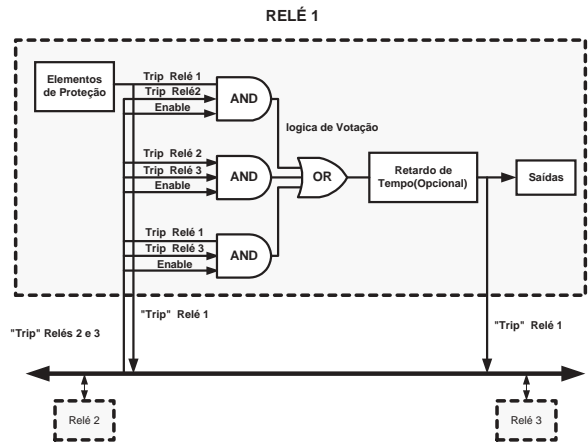 RELÉ 1
Elementos
de Proteção
Trip Relé 1
Trip Relé2
Enable
AND
logica de Votação
Trip Relé 2
Trip Relé 3
Enable
AND
OR
Retardo de
Tempo(Opcional)
Saídas
Trip Relé 1
Trip Relé 3
Enable
AND
"Trip" Relés 2 e 3
"Trip" Relé 1
"Trip" Relé 1
Relé 2
Relé 3